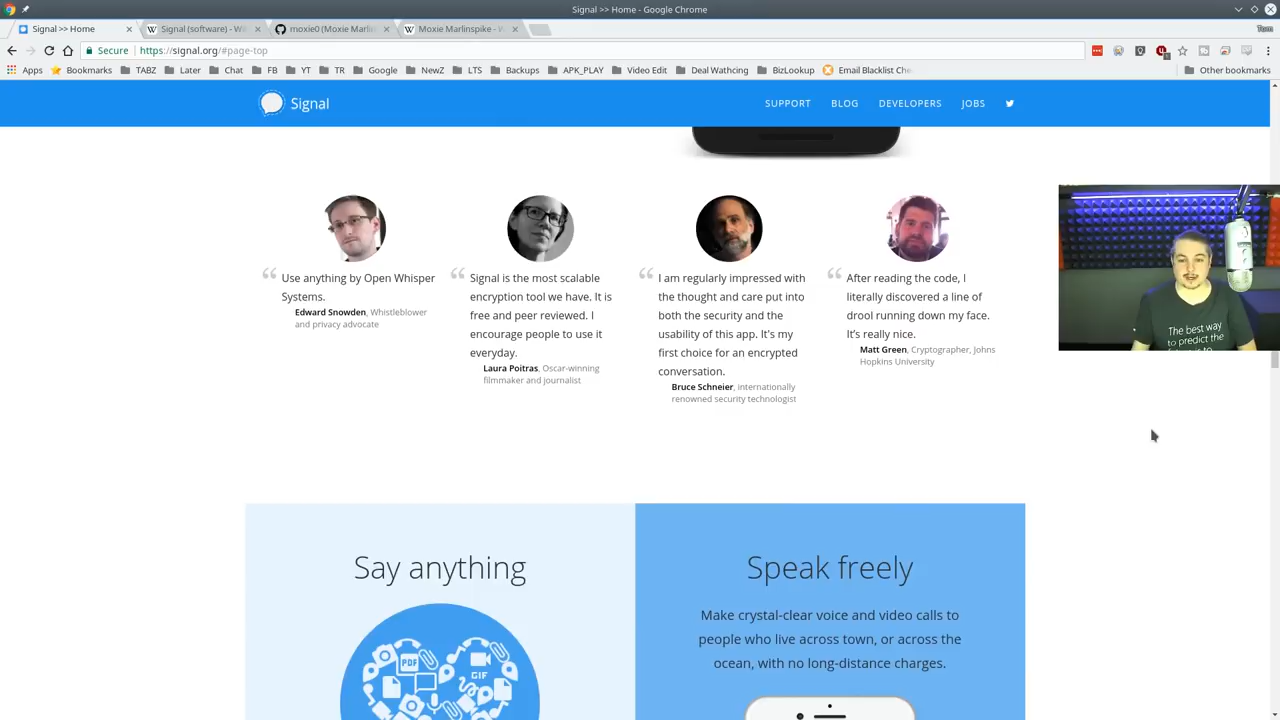 Signal >> Home - Google Chrome
Signal >> Home
Signal (software) - Wi
moxie0 (Moxie Marlin
Moxie Marlinspike - W
Tom
Secure
https://signal.org/#page-top
Apps
Bookmarks
TABZ
Later
Chat
FB
YT
TR
Google
NewZ
LTS
Backups
APK_PLAY
Video Edit
Deal Wathcing
BizLookup
Email Blacklist Che
Other bookmarks
Signal
SUPPORT
BLOG
DEVELOPERS
JOBS
“ Use anything by Open Whisper
Systems.
Edward Snowden, Whistleblower
and privacy advocate
“ Signal is the most scalable
encryption tool we have. It is
free and peer reviewed. I
encourage people to use it
everyday.
Laura Poitras, Oscar-winning
filmmaker and journalist
“ I am regularly impressed with
the thought and care put into
both the security and the
usability of this app. It's my
first choice for an encrypted
conversation.
Bruce Schneier, internationally
renowned security technologist
“ After reading the code, I
literally discovered a line of
drool running down my face.
It's really nice.
Matt Green, Cryptographer, Johns
Hopkins University
The best way
to predict the
Say anything
PDF
GIF
Speak freely
Make crystal-clear voice and video calls to
people who live across town, or across the
ocean, with no long-distance charges.